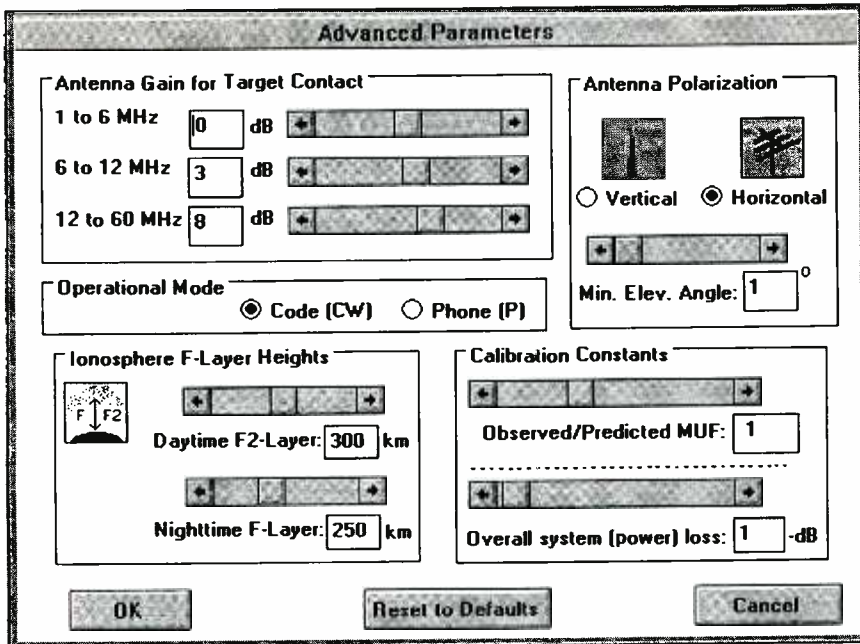 Advanced Parameters
Antenna Gain for Target Contact
1 to 6 MHz 0 dB
6 to 12 MHz 3 dB
12 to 60 MHz 8 dB
Antenna Polarization
Vertical Horizontal
Min. Elev. Angle: 1 °
Operational Mode
Code (CW) Phone (P)
Ionosphere F-Layer Heights
F F2
Daytime F2-Layer: 300 km
Nighttime F-Layer: 250 km
Calibration Constants
Observed/Predicted MUF: 1
Overall system (power) loss: 1 -dB
OK Reset to Defaults Cancel